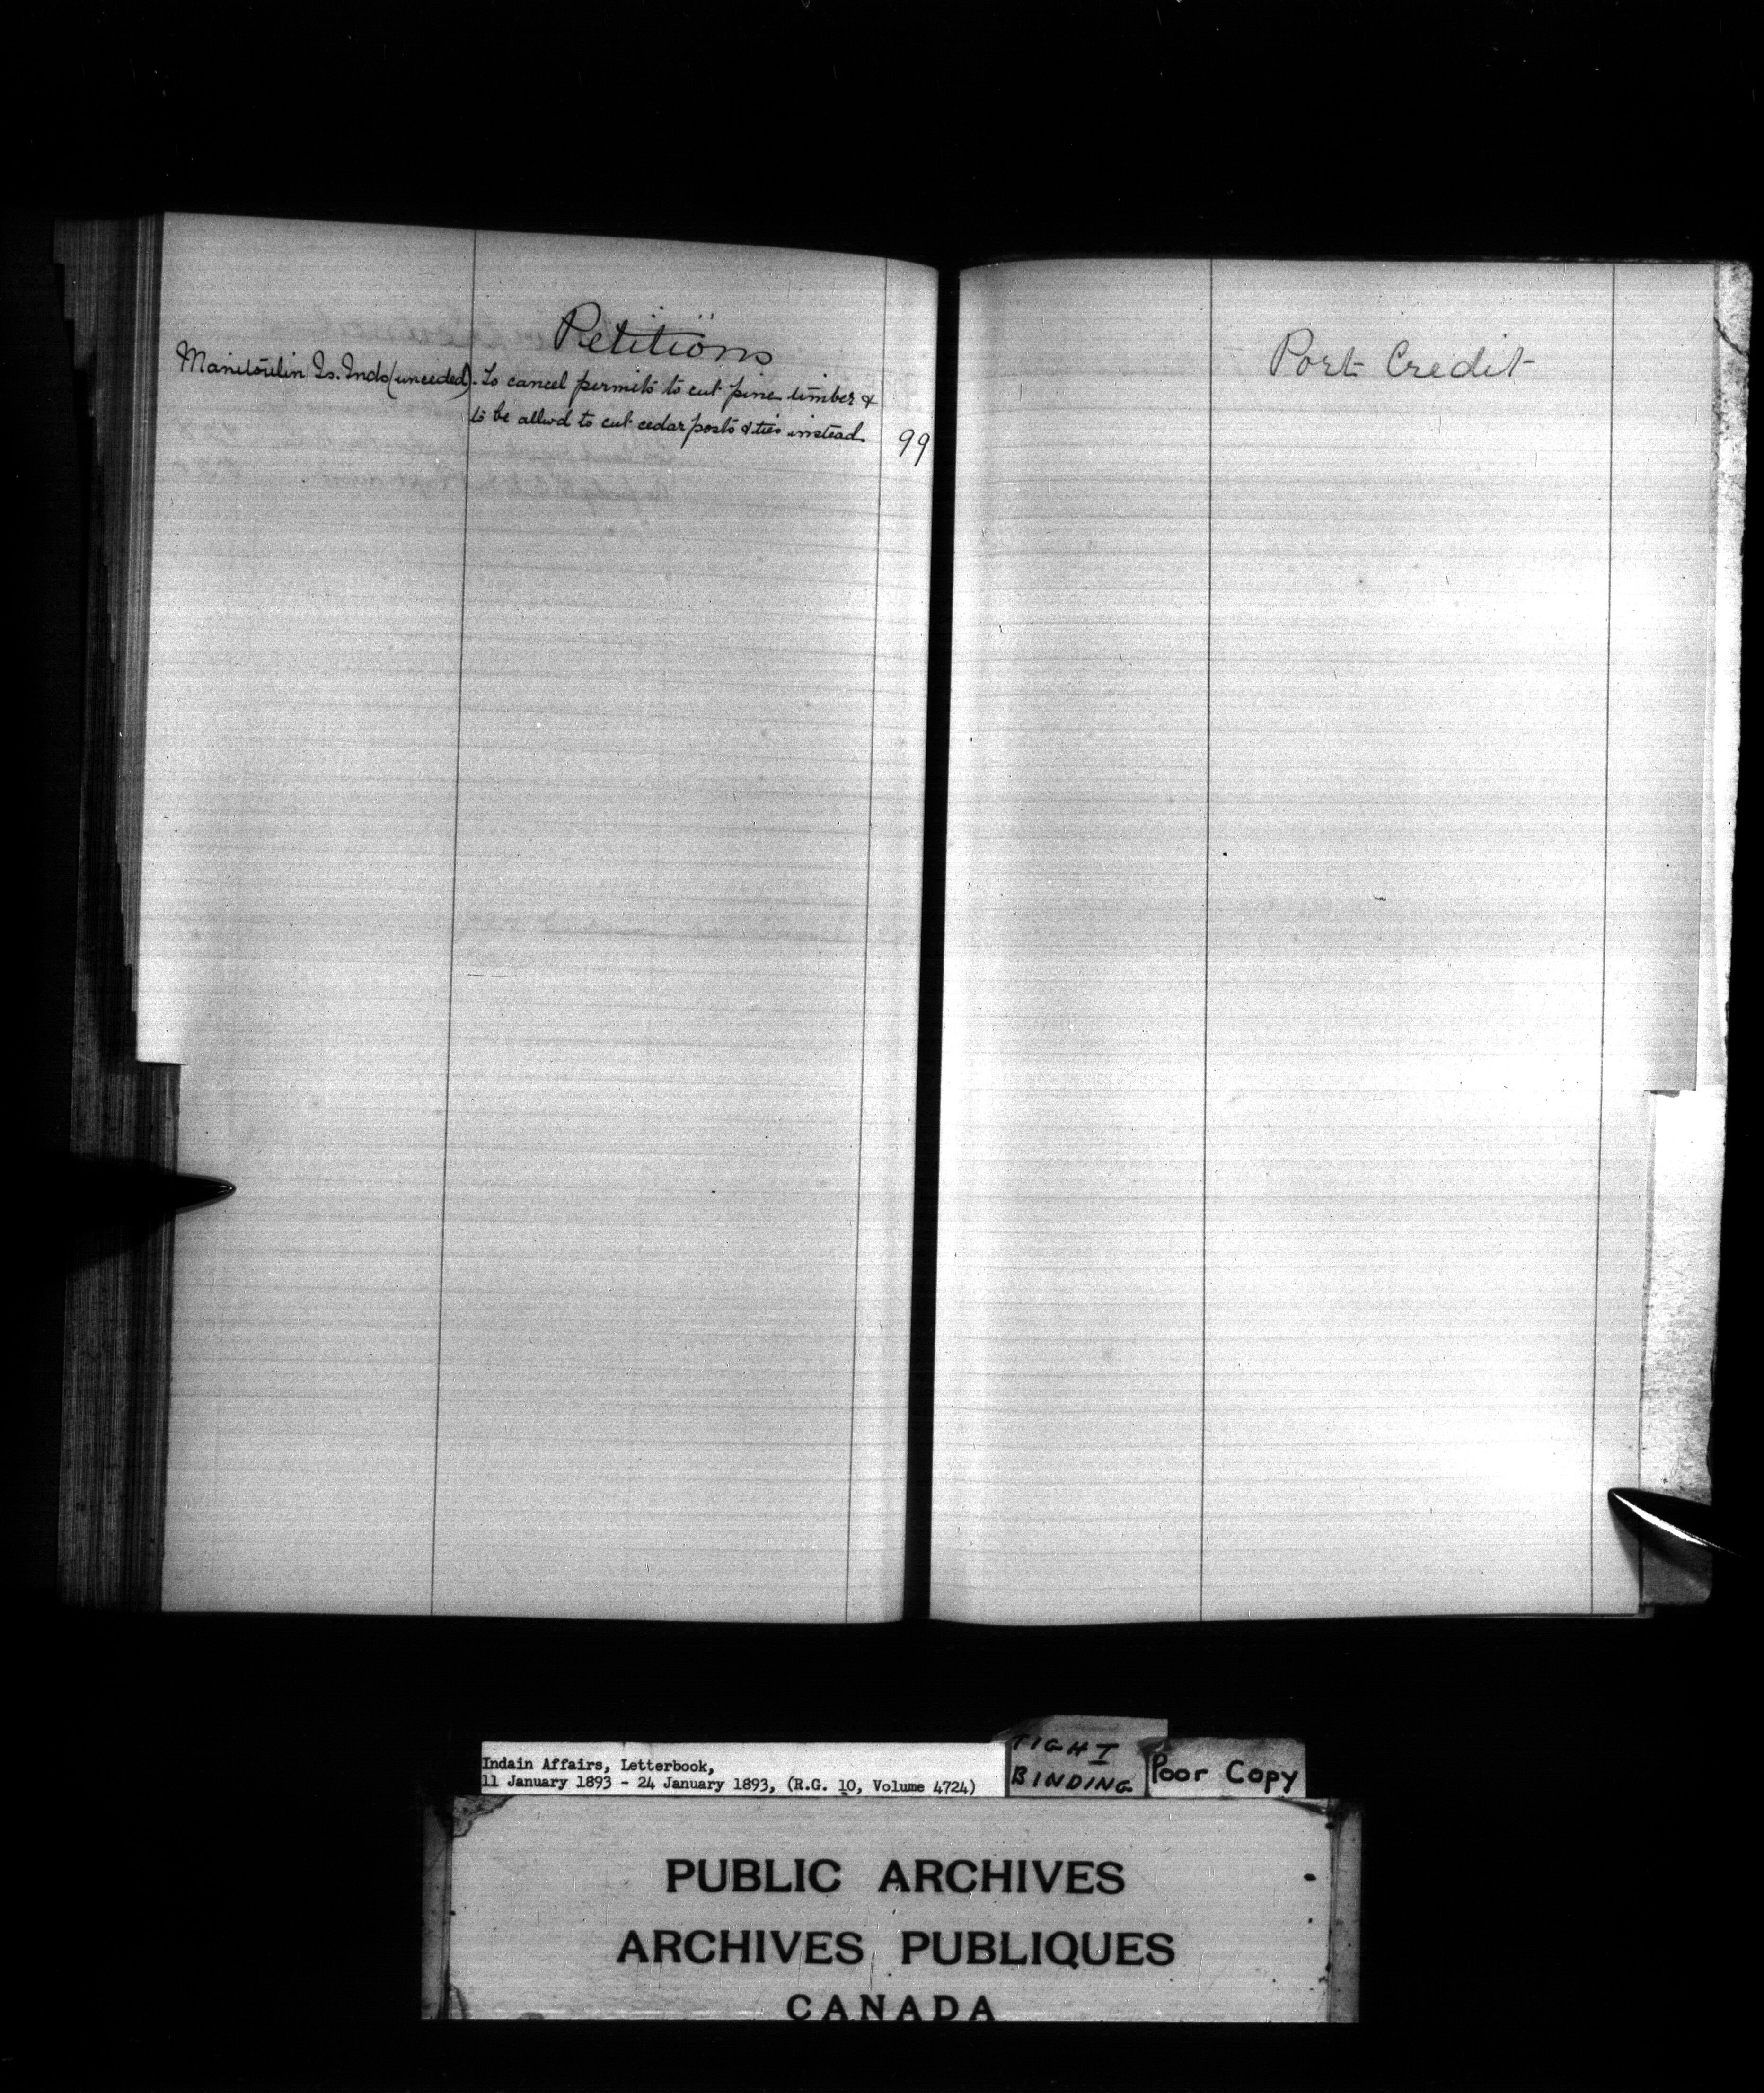 Petitions
Manitoulin Is. Inds (unceded). To cancel permits to cut pine timber &
to be allwd to cut cedar posts & ties instead 99
Port Credit
Indain Affairs, Letterbook,
11 January 1893 - 24 January 1893, (R.G. 10, Volume 4724)
TIGHT
BINDING
Poor Copy
PUBLIC ARCHIVES
ARCHIVES PUBLIQUES
CANADA